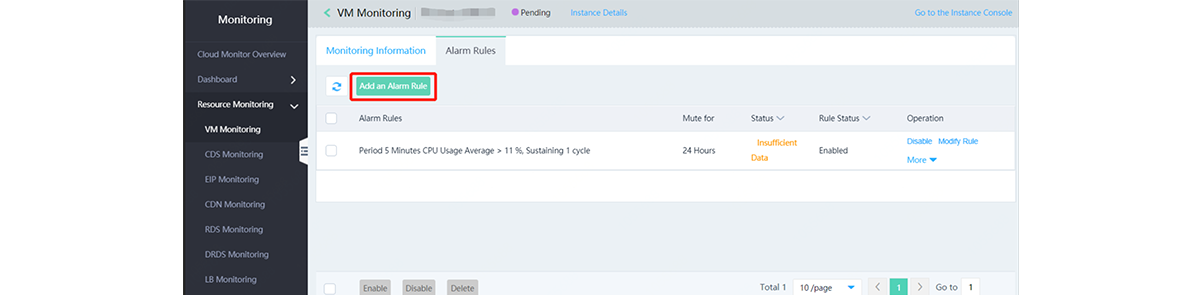 Monitoring
VM Monitoring
Pending
Instance Details
Go to the Instance Console
Cloud Monitor Overview
Dashboard
Resource Monitoring
VM Monitoring
CDS Monitoring
EIP Monitoring
CDN Monitoring
RDS Monitoring
DRDS Monitoring
LB Monitoring
Monitoring Information
Alarm Rules
Add an Alarm Rule
Alarm Rules Mute for Status Rule Status Operation
Period 5 Minutes CPU Usage Average > 11 %, Sustaining 1 cycle 24 Hours Insufficient Data Enabled Disable Modify Rule
More
Enable Disable Delete Total 1 10 /page 1 Go to 1